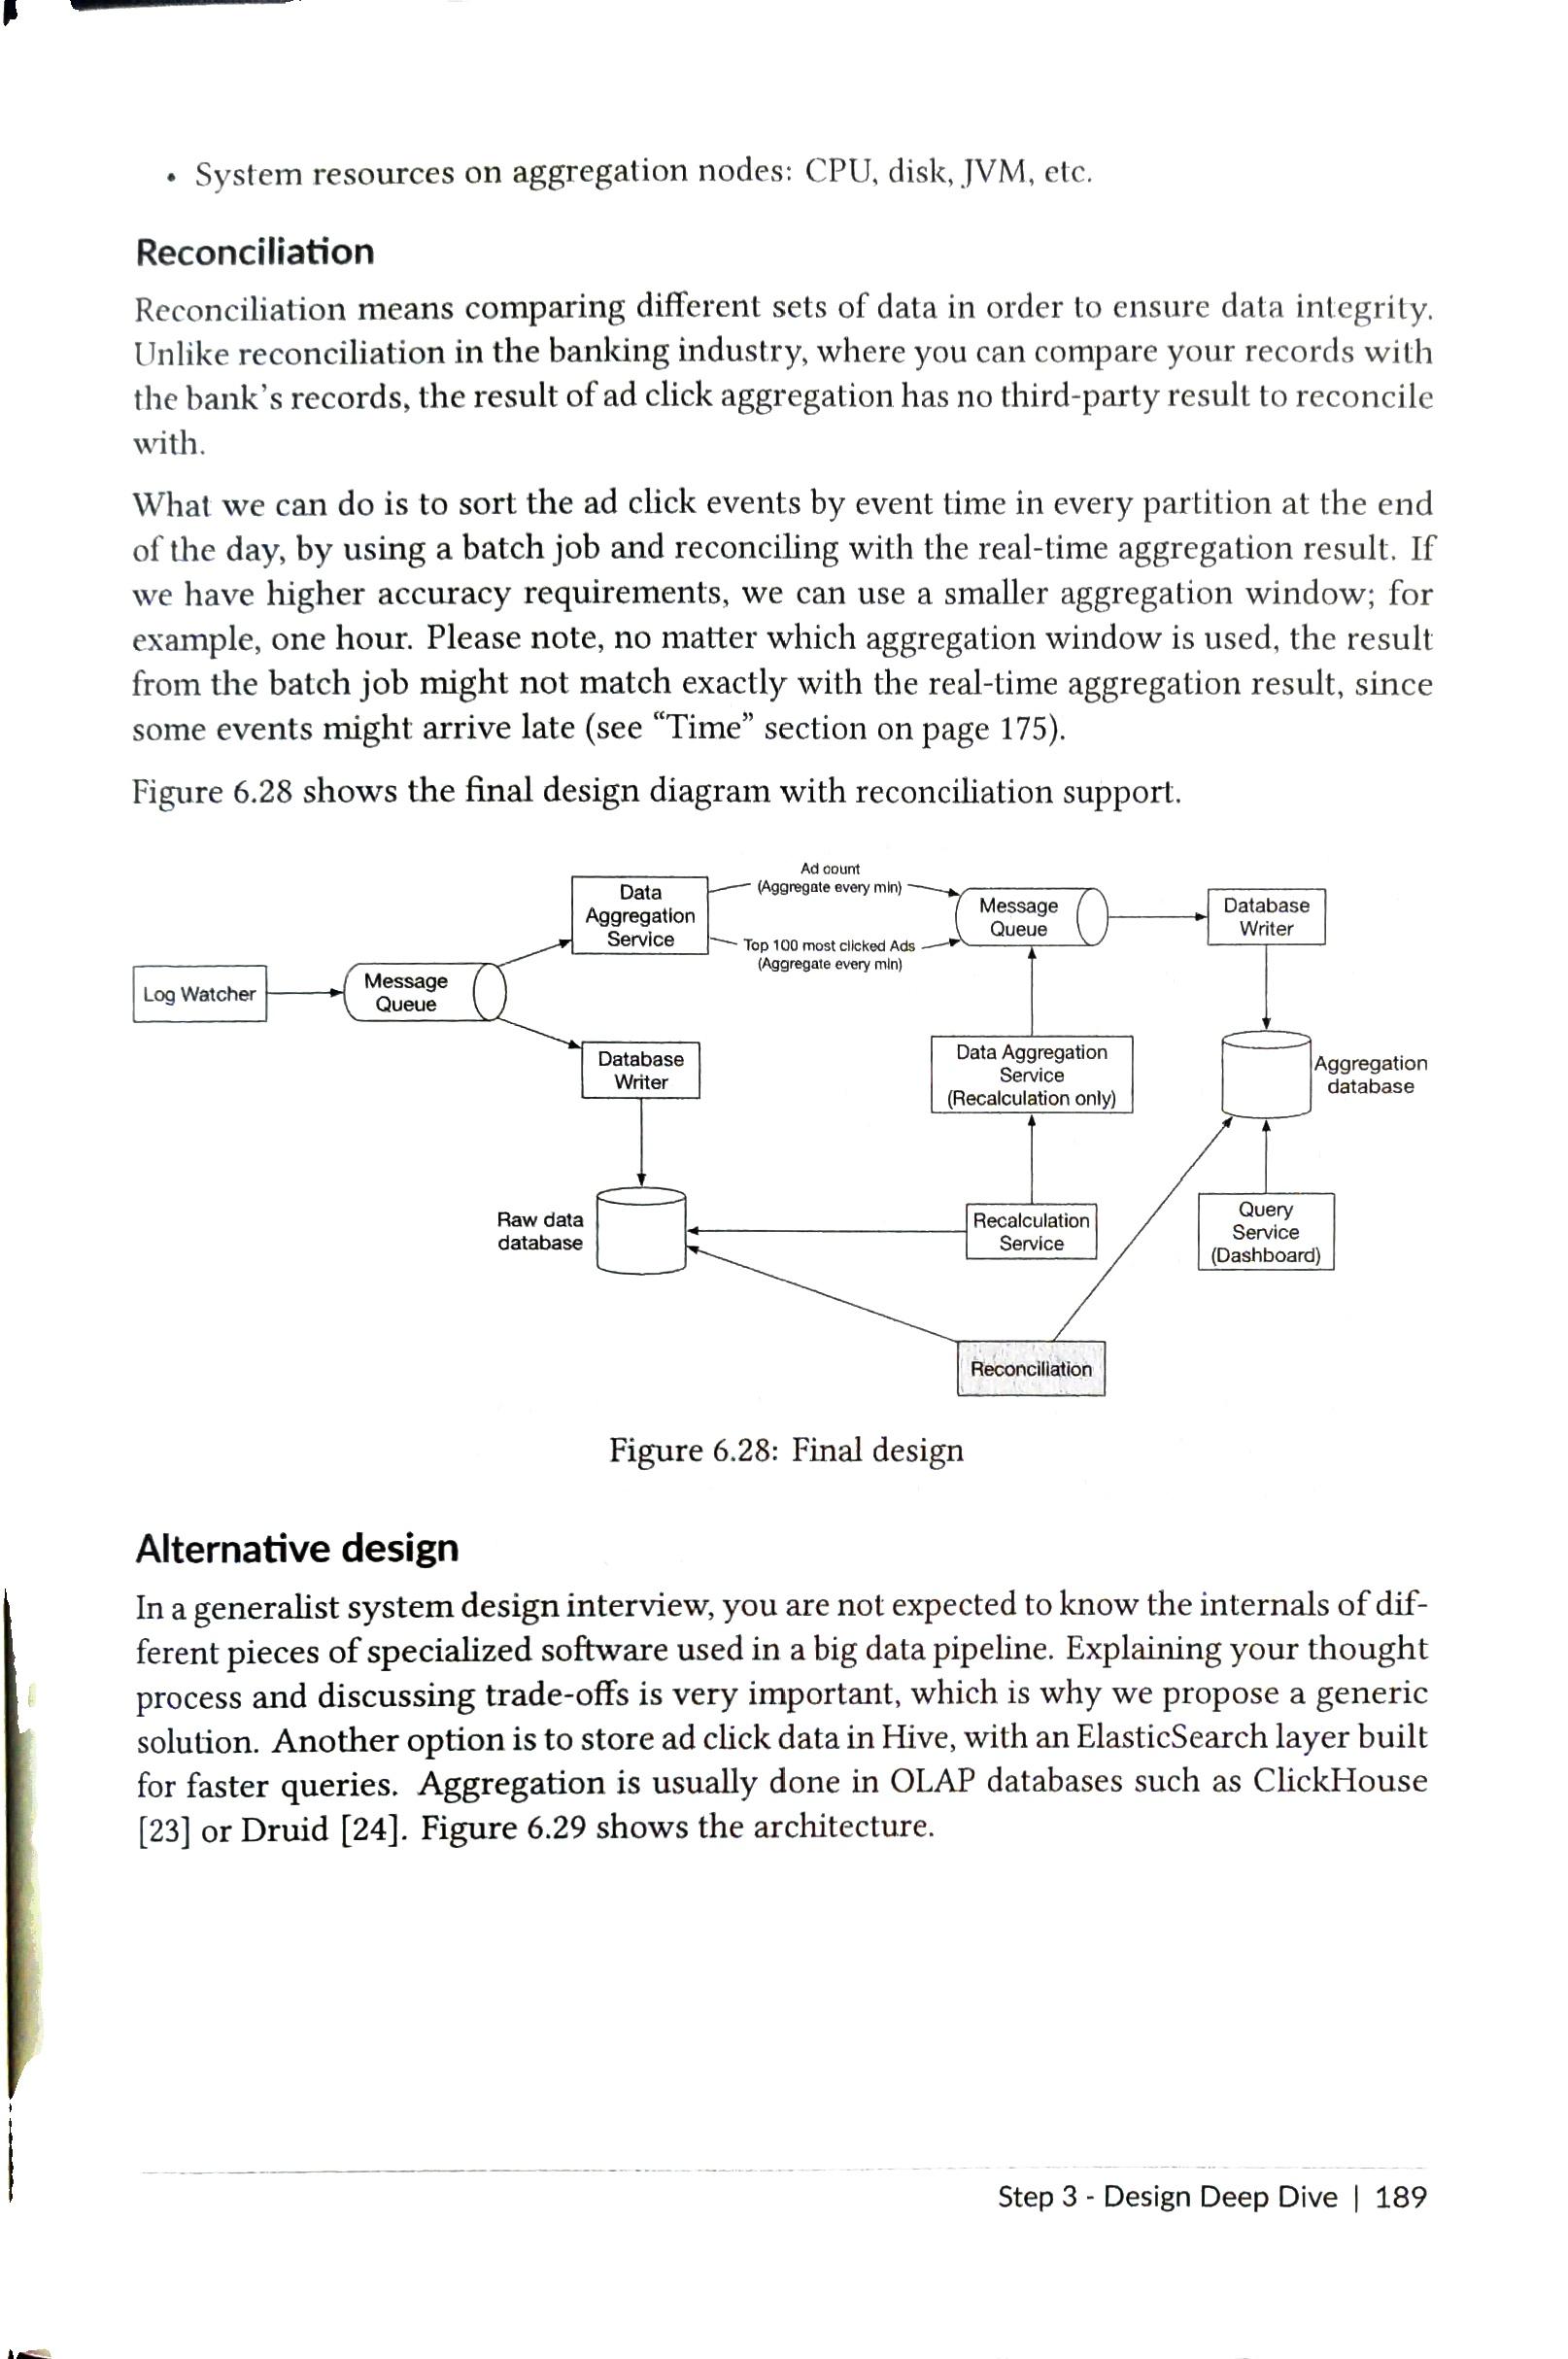 • System resources on aggregation nodes: CPU, disk, JVM, etc.
Reconciliation
Reconciliation means comparing different sets of data in order to ensure data integrity.
Unlike reconciliation in the banking industry, where you can compare your records with
the bank's records, the result of ad click aggregation has no third-party result to reconcile
with.
What we can do is to sort the ad click events by event time in every partition at the end
of the day, by using a batch job and reconciling with the real-time aggregation result. If
we have higher accuracy requirements, we can use a smaller aggregation window; for
example, one hour. Please note, no matter which aggregation window is used, the result
from the batch job might not match exactly with the real-time aggregation result, since
some events might arrive late (see “Time” section on page 175).
Figure 6.28 shows the final design diagram with reconciliation support.
Log Watcher
Message
Queue
Data
Aggregation
Service
Ad count
(Aggregate every min)
Top 100 most clicked Ads
(Aggregate every min)
Message
Queue
Database
Writer
Database
Writer
Data Aggregation
Service
(Recalculation only)
Aggregation
database
Raw data
database
Recalculation
Service
Query
Service
(Dashboard)
Reconciliation
Figure 6.28: Final design
Alternative design
In a generalist system design interview, you are not expected to know the internals of dif-
ferent pieces of specialized software used in a big data pipeline. Explaining your thought
process and discussing trade-offs is very important, which is why we propose a generic
solution. Another option is to store ad click data in Hive, with an ElasticSearch layer built
for faster queries. Aggregation is usually done in OLAP databases such as ClickHouse
[23] or Druid [24]. Figure 6.29 shows the architecture.
Step 3 - Design Deep Dive | 189